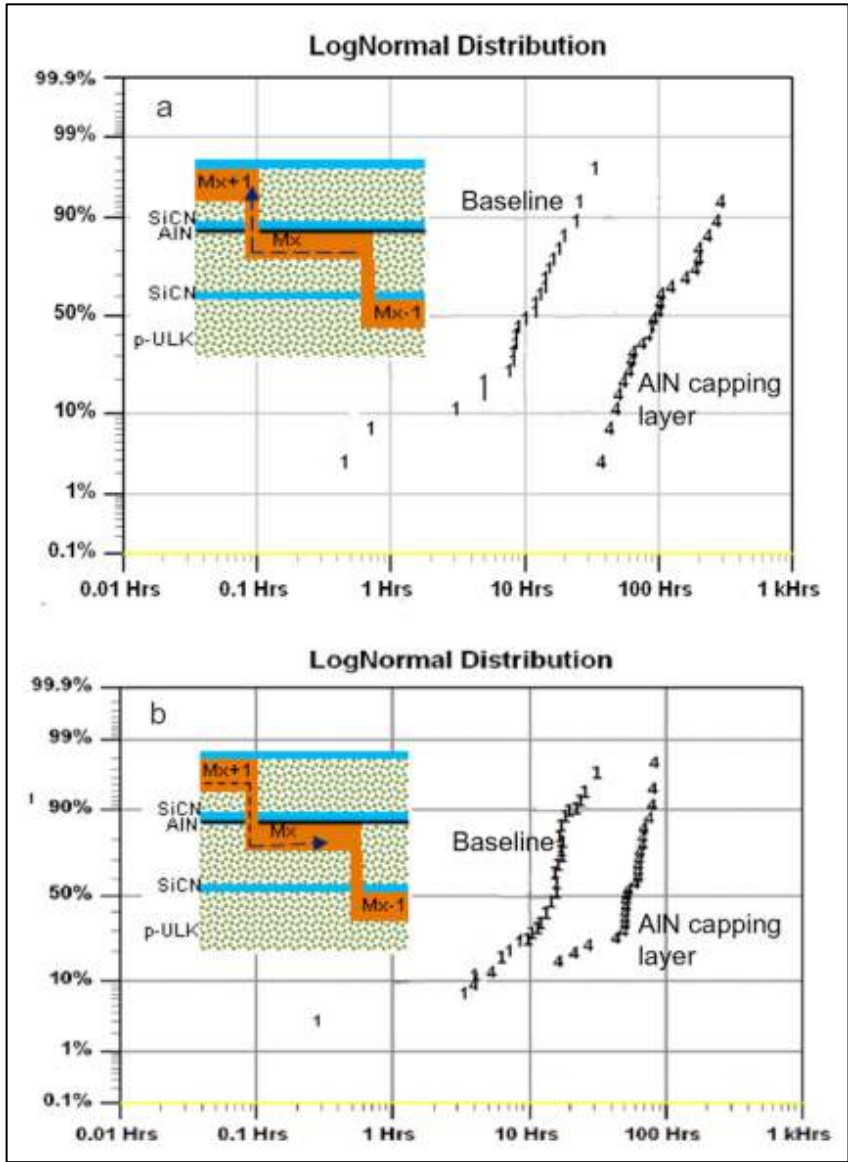 LogNormal Distribution
99.9%
a
99%
Mx+1
Baseline
90%
SiCN
AlN
Mx
SiCN
50%
Mx-1
p-ULK
AlN capping
layer
10%
1%
0.1%
0.01 Hrs 0.1 Hrs 1 Hrs 10 Hrs 100 Hrs 1 kHrs
LogNormal Distribution
99.9%
b
99%
Mx+1
90%
SiCN
AlN
Mx
Baseline
SiCN
50%
Mx-1
p-ULK
AlN capping
layer
10%
1%
0.1%
0.01 Hrs 0.1 Hrs 1 Hrs 10 Hrs 100 Hrs 1 kHrs